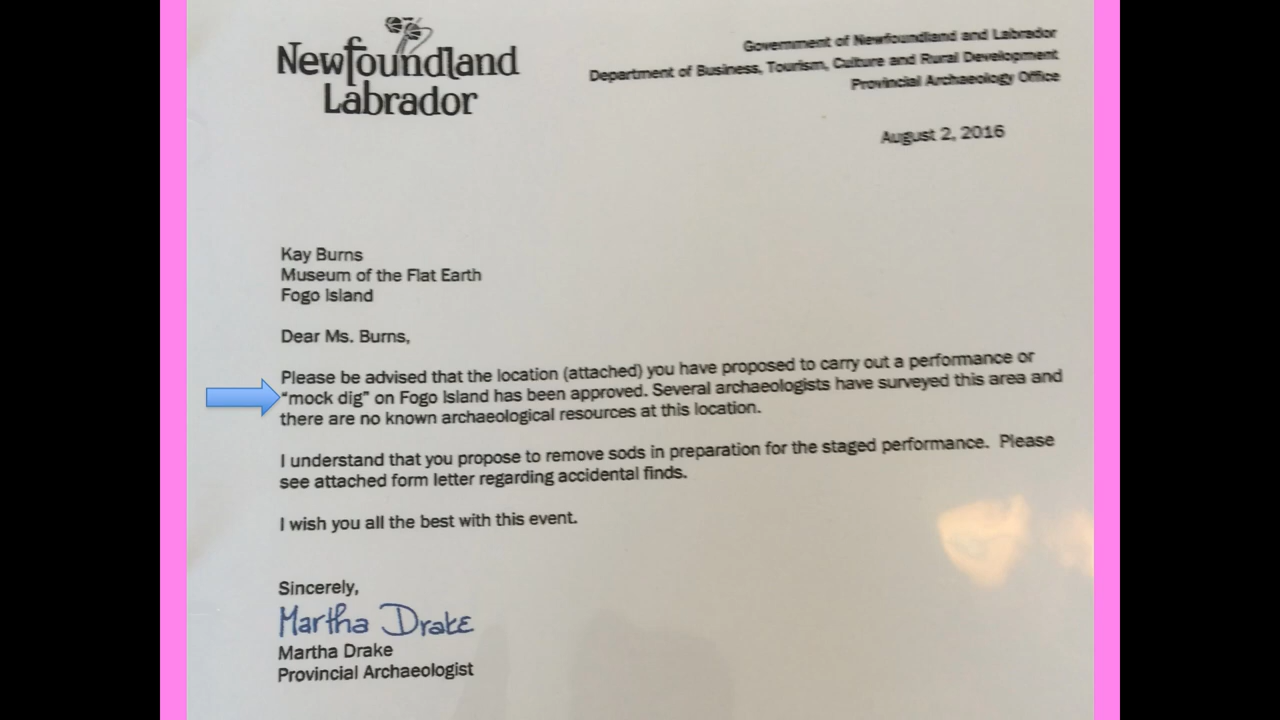 Newfoundland
Labrador
Government of Newfoundland and Labrador
Department of Business, Tourism, Culture and Rural Development
Provincial Archaeology Office
August 2, 2016
Kay Burns
Museum of the Flat Earth
Fogo Island
Dear Ms. Burns,
Please be advised that the location (attached) you have proposed to carry out a performance or
“mock dig” on Fogo Island has been approved. Several archaeologists have surveyed this area and
there are no known archaeological resources at this location.
I understand that you propose to remove sods in preparation for the staged performance.  Please
see attached form letter regarding accidental finds.
I wish you all the best with this event.
Sincerely,
Martha Drake
Martha Drake
Provincial Archaeologist